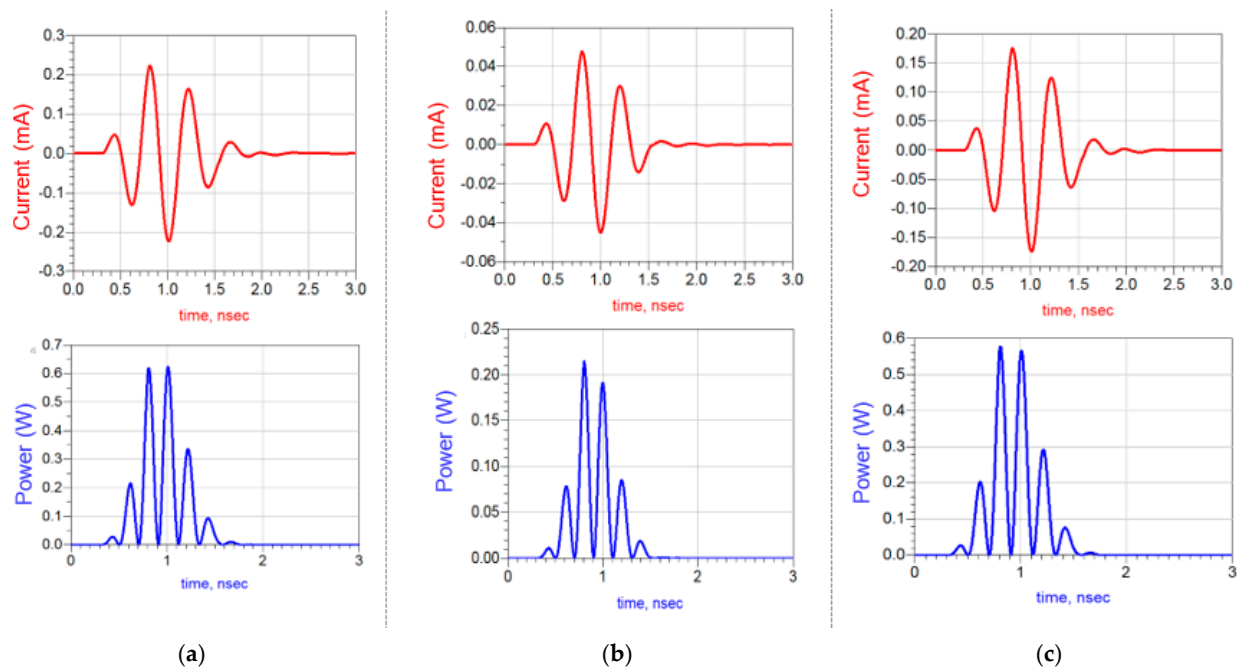 Current (mA)
0.3
0.2
0.1
0.0
-0.1
-0.2
-0.3
0.0 0.5 1.0 1.5 2.0 2.5 3.0
time, nsec
Power (W)
0.7
0.6
0.5
0.4
0.3
0.2
0.1
0.0
0 1 2 3
time, nsec
(a)
Current (mA)
0.06
0.04
0.02
0.00
-0.02
-0.04
-0.06
0.0 0.5 1.0 1.5 2.0 2.5 3.0
time, nsec
Power (W)
0.25
0.20
0.15
0.10
0.05
0.00
0 1 2 3
time, nsec
(b)
Current (mA)
0.20
0.15
0.10
0.05
0.00
-0.05
-0.10
-0.15
-0.20
0.0 0.5 1.0 1.5 2.0 2.5 3.0
time, nsec
Power (W)
0.6
0.5
0.4
0.3
0.2
0.1
0.0
0 1 2 3
time, nsec
(c)